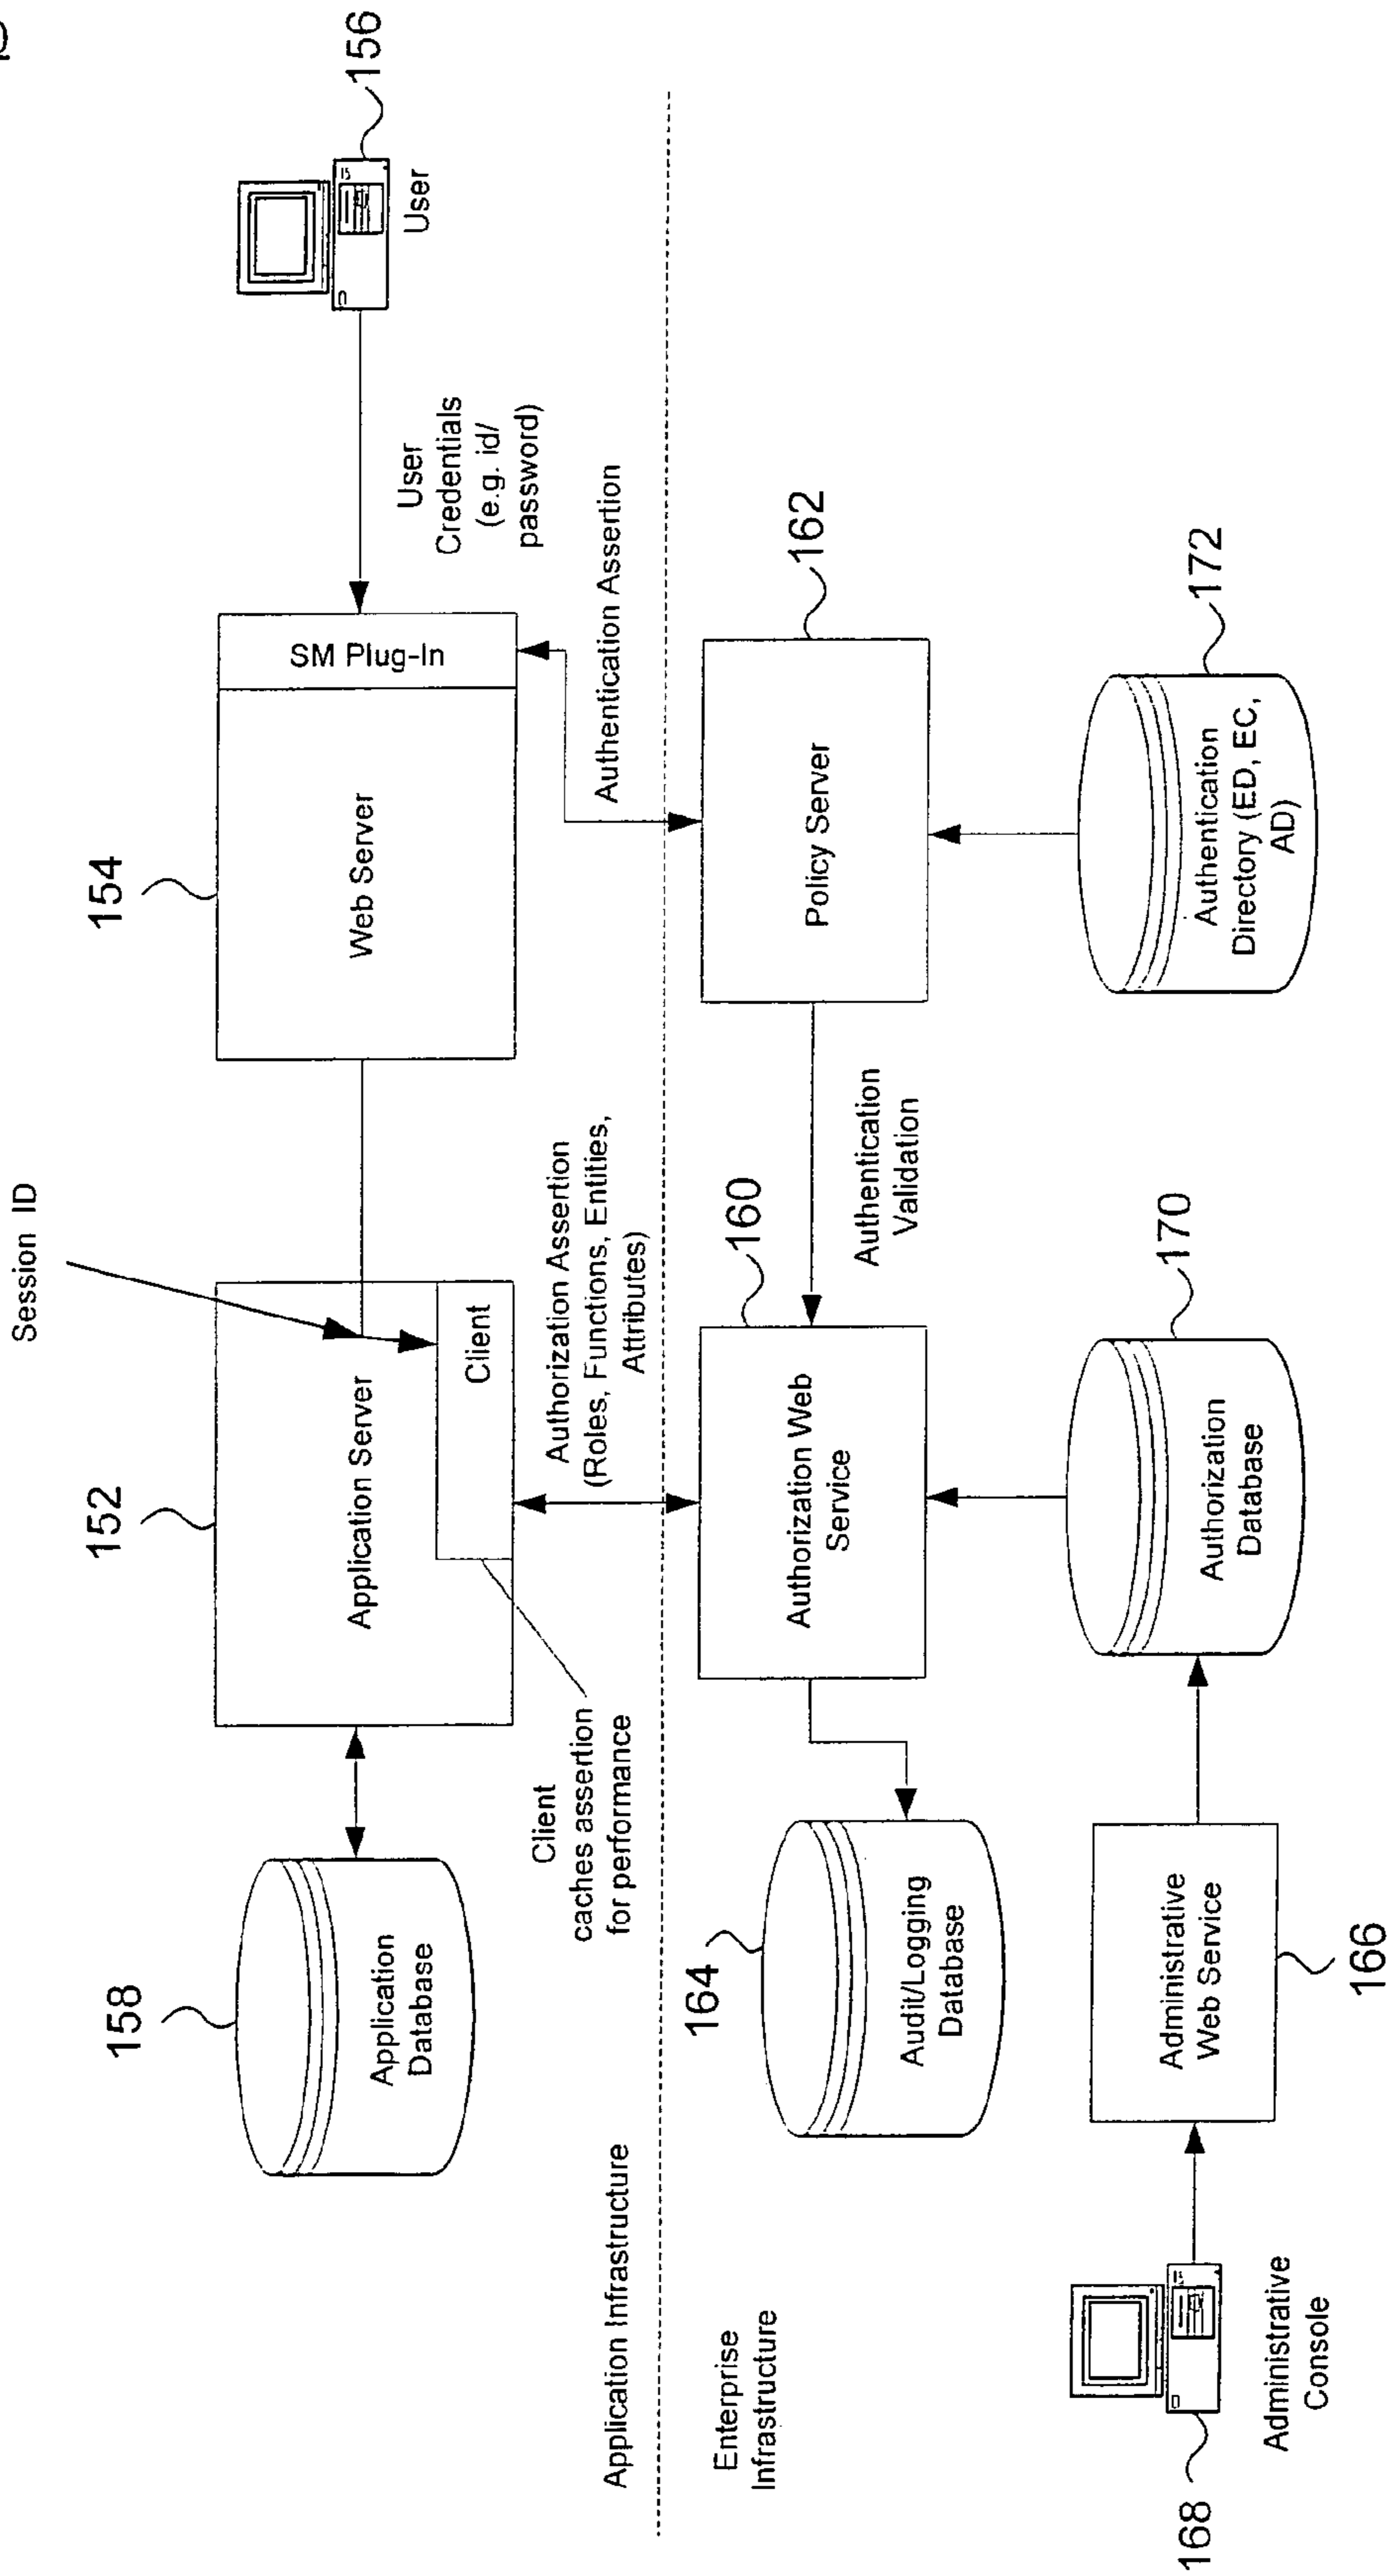 Session ID
158
152
154
156
Application
Database
Application Server
Client
Web Server
SM Plug-In
User
User
Credentials
(e.g. id/
password)
Client
caches assertion
for performance
Authorization Assertion
(Roles, Functions, Entities,
Attributes)
Authentication Assertion
Application Infrastructure
Enterprise
Infrastructure
164
160
162
Audit/Logging
Database
Authorization Web
Service
Authentication
Validation
Policy Server
168
Administrative
Console
Administrative
Web Service
166
170
Authorization
Database
172
Authentication
Directory (ED, EC,
AD)